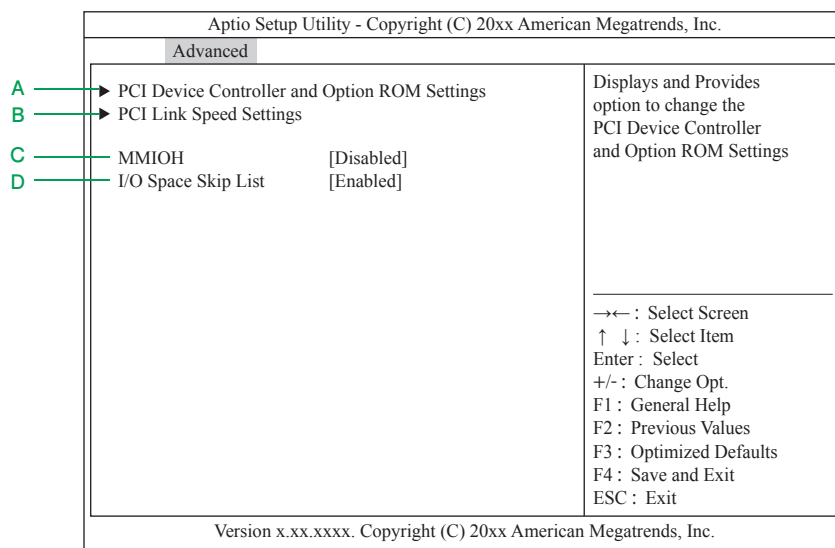 Aptio Setup Utility - Copyright (C) 20xx American Megatrends, Inc.
Advanced
A ▶ PCI Device Controller and Option ROM Settings
B ▶ PCI Link Speed Settings
C MMIOH [Disabled]
D I/O Space Skip List [Enabled]
Displays and Provides
option to change the
PCI Device Controller
and Option ROM Settings
→← : Select Screen
↑ ↓ : Select Item
Enter : Select
+/- : Change Opt.
F1 : General Help
F2 : Previous Values
F3 : Optimized Defaults
F4 : Save and Exit
ESC : Exit
Version x.xx.xxxx. Copyright (C) 20xx American Megatrends, Inc.